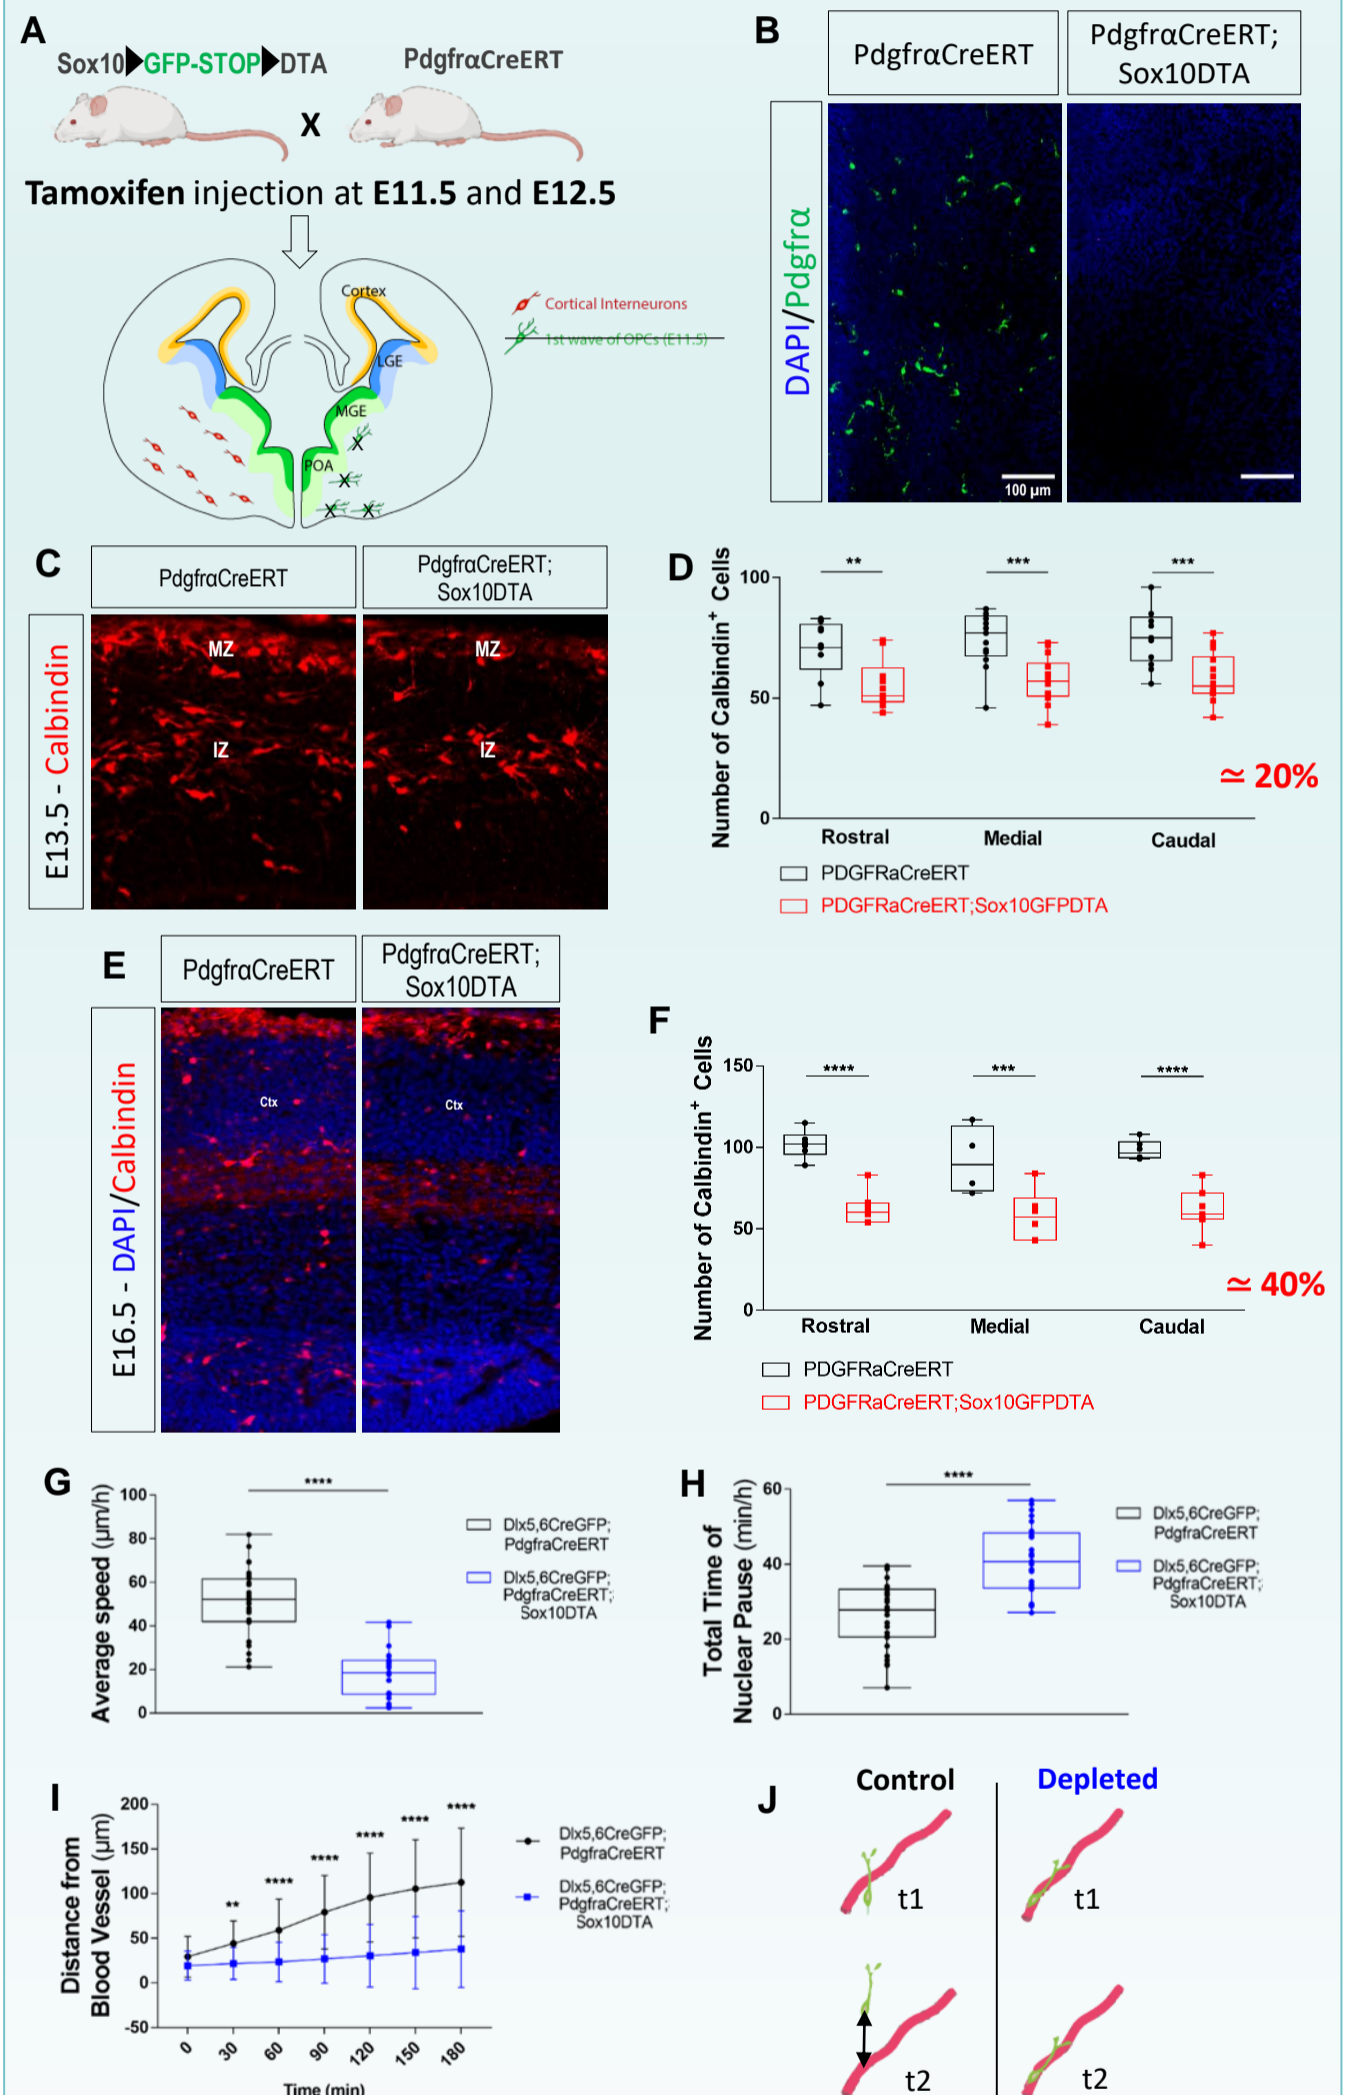 A
Sox10 GFP-STOP DTA
PdgfrαCreERT
X
Tamoxifen injection at E11.5 and E12.5
Cortex
LGE
MGE
POA
Cortical Interneurons
1st wave of OPCs (E11.5)
X
X
X
X
B
PdgfrαCreERT
PdgfrαCreERT;
Sox10DTA
DAPI/Pdgfrα
100 µm
C
PdgfrαCreERT
PdgfrαCreERT;
Sox10DTA
E13.5 - Calbindin
MZ
IZ
MZ
IZ
D
Number of Calbindin+ Cells
100
50
0
**
***
***
≃ 20%
Rostral
Medial
Caudal
PDGFRaCreERT
PDGFRaCreERT;Sox10GFPDTA
E
PdgfrαCreERT
PdgfrαCreERT;
Sox10DTA
E16.5 - DAPI/Calbindin
Ctx
Ctx
F
Number of Calbindin+ Cells
150
100
50
0
****
***
****
≃ 40%
Rostral
Medial
Caudal
PDGFRaCreERT
PDGFRaCreERT;Sox10GFPDTA
G
Average speed (µm/h)
100
80
60
40
20
0
****
Dlx5,6CreGFP;
PdgfraCreERT
Dlx5,6CreGFP;
PdgfraCreERT;
Sox10DTA
H
Total Time of
Nuclear Pause (min/h)
60
40
20
0
****
Dlx5,6CreGFP;
PdgfraCreERT
Dlx5,6CreGFP;
PdgfraCreERT;
Sox10DTA
I
Distance from
Blood Vessel (µm)
200
150
100
50
0
-50
**
****
****
****
****
****
0
30
60
90
120
150
180
Time (min)
Dlx5,6CreGFP;
PdgfraCreERT
Dlx5,6CreGFP;
PdgfraCreERT;
Sox10DTA
J
Control
Depleted
t1
t1
t2
t2